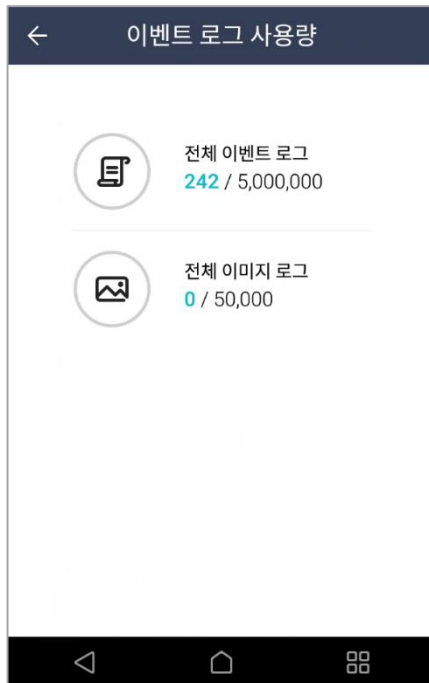 이벤트 로그 사용량
전체 이벤트 로그
242 / 5,000,000
전체 이미지 로그
0 / 50,000